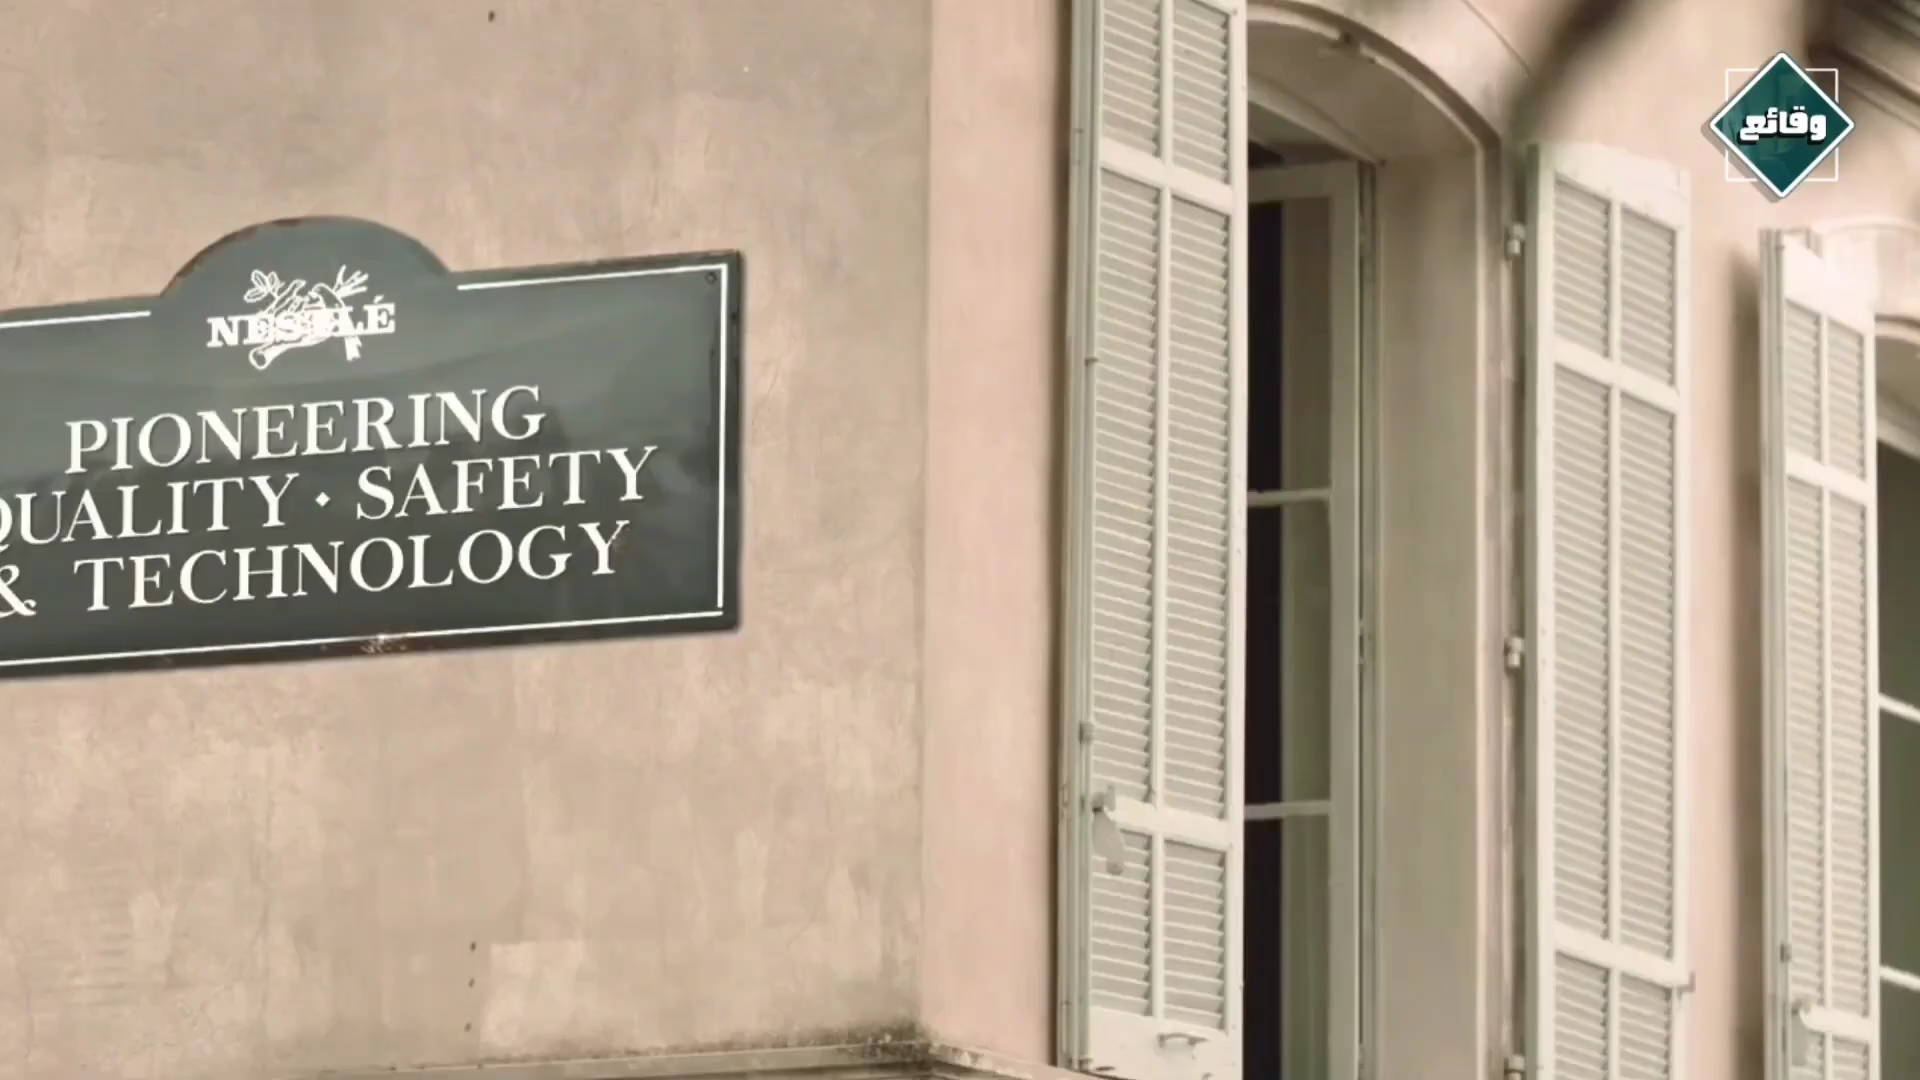 وقائع
NESTLÉ
PIONEERING
QUALITY · SAFETY
& TECHNOLOGY